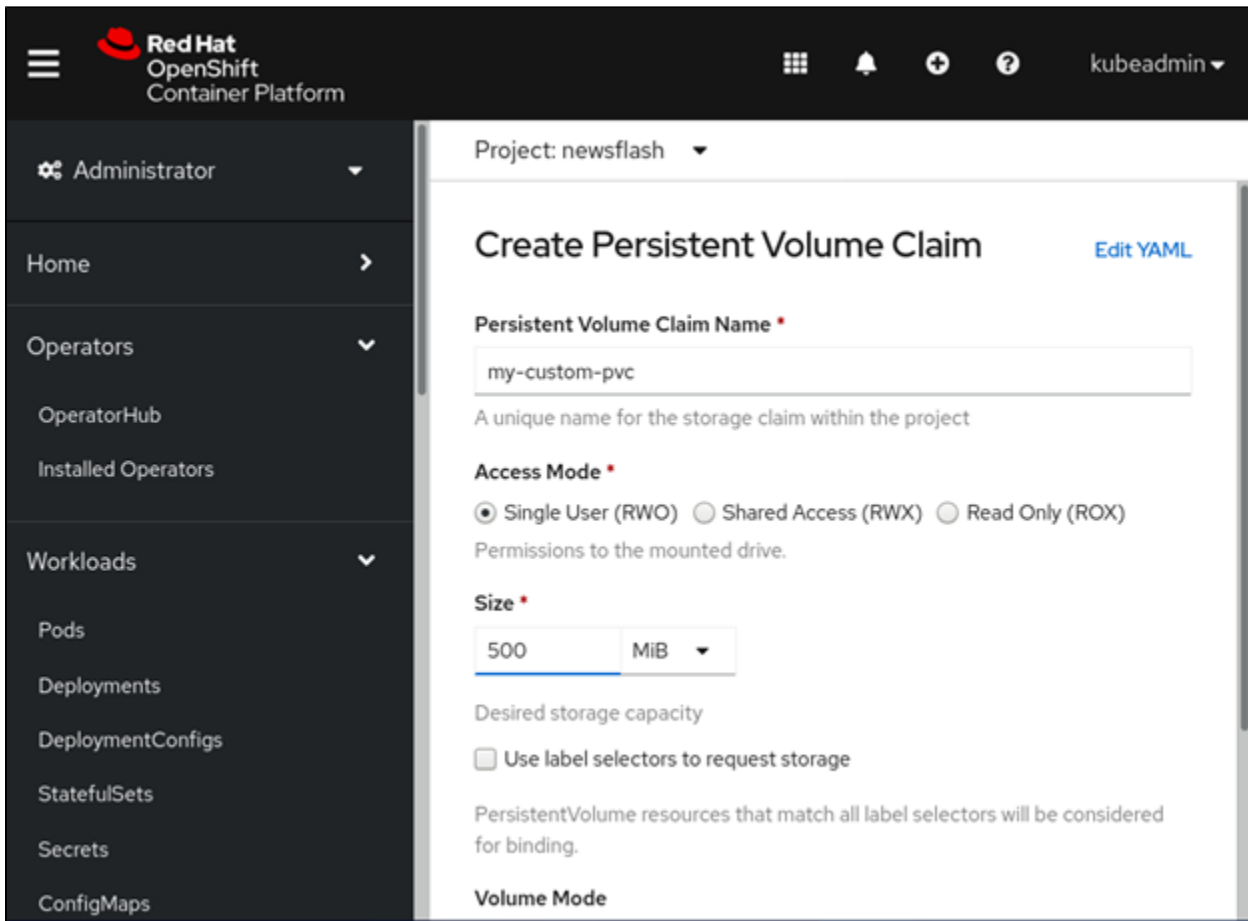 Red Hat
OpenShift
Container Platform
kubeadmin
Administrator
Home
Operators
OperatorHub
Installed Operators
Workloads
Pods
Deployments
DeploymentConfigs
StatefulSets
Secrets
ConfigMaps
Project: newsflash
Create Persistent Volume Claim
Edit YAML
Persistent Volume Claim Name *
my-custom-pvc
A unique name for the storage claim within the project
Access Mode *
Single User (RWO) Shared Access (RWX) Read Only (ROX)
Permissions to the mounted drive.
Size *
500 MiB
Desired storage capacity
Use label selectors to request storage
PersistentVolume resources that match all label selectors will be considered
for binding.
Volume Mode